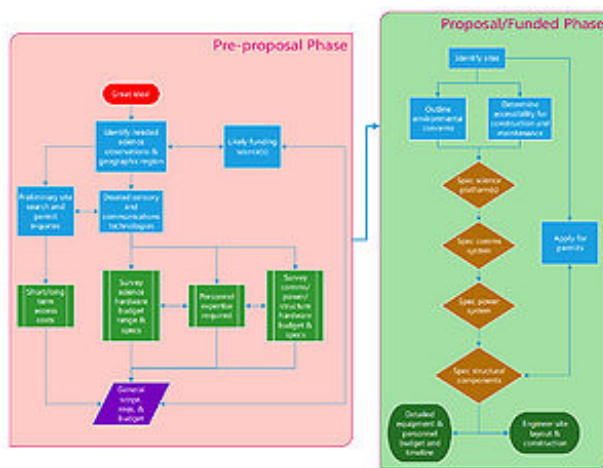 Pre-proposal Phase
Great idea!
Identify needed
science
observations &
geographic region
Likely funding
source(s)
Preliminary site
search and
permit inquiries
Detailed sensory
and
communications
technologies
Short/long
term
access
costs
Survey
science
hardware
budget
range &
specs
Personnel
expertise
required
Survey
comms/
power/
structure
hardware
budget &
specs
General
scope,
&
budget
Proposal/Funded Phase
Identify sites
Outline
environmental
concerns
Determine
accessibility for
construction and
maintenance
Spec science
platform(s)
Spec comms
system
Spec power
system
Apply for
permits
Spec structural
components
Detailed
equipment &
personnel
budget and
timeline
Engineer site
layout &
construction